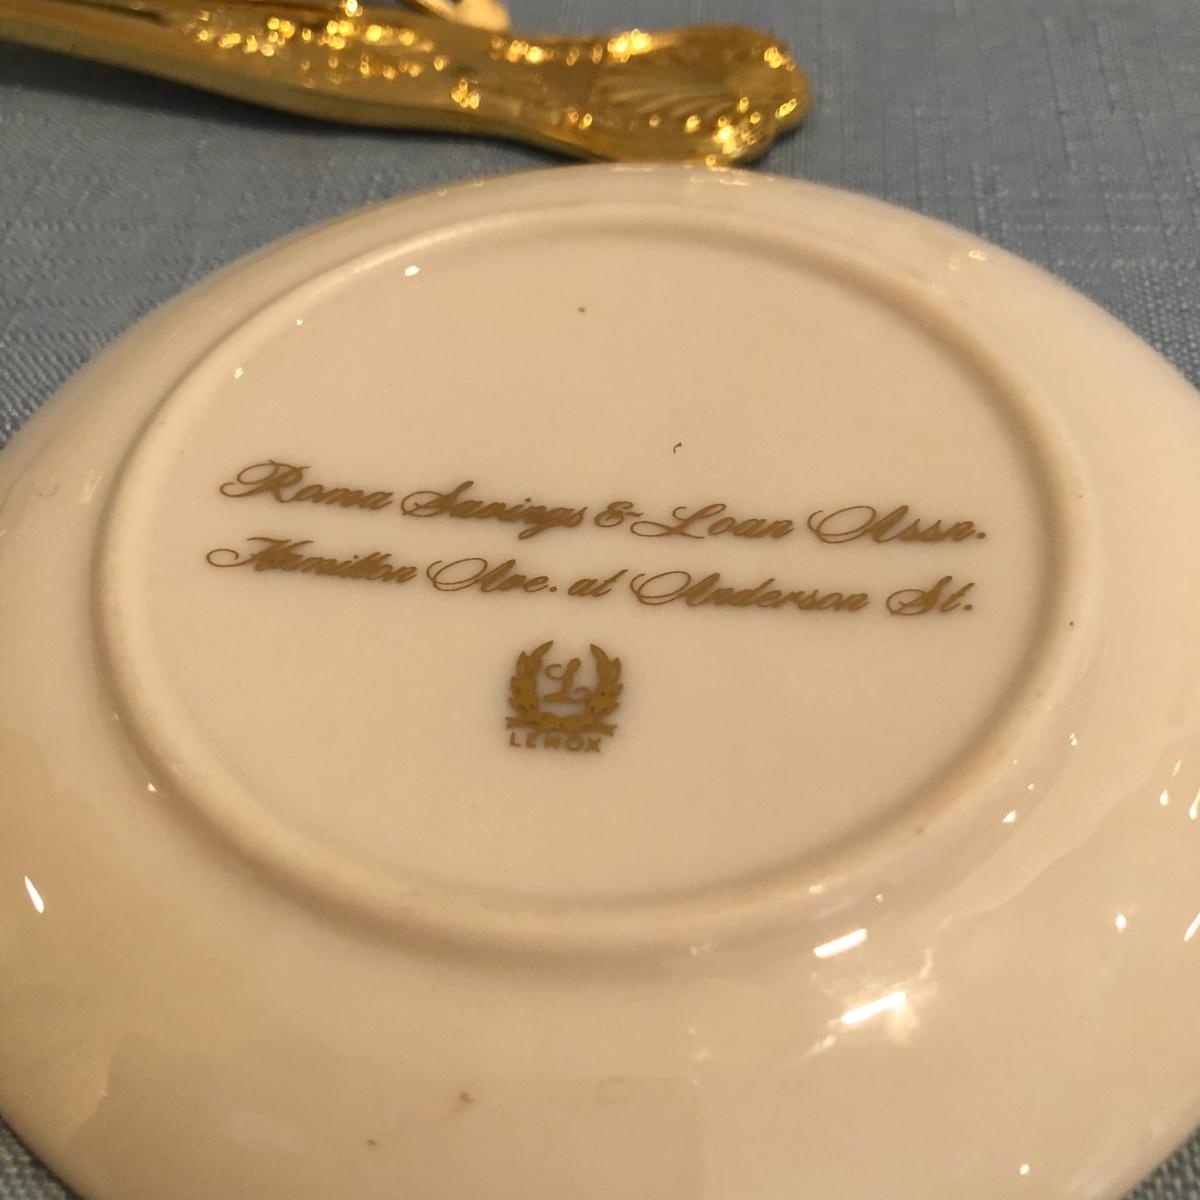 Roma Savings & Loan Assn.
Hamilton Ave. at Anderson St.
L
LENOX